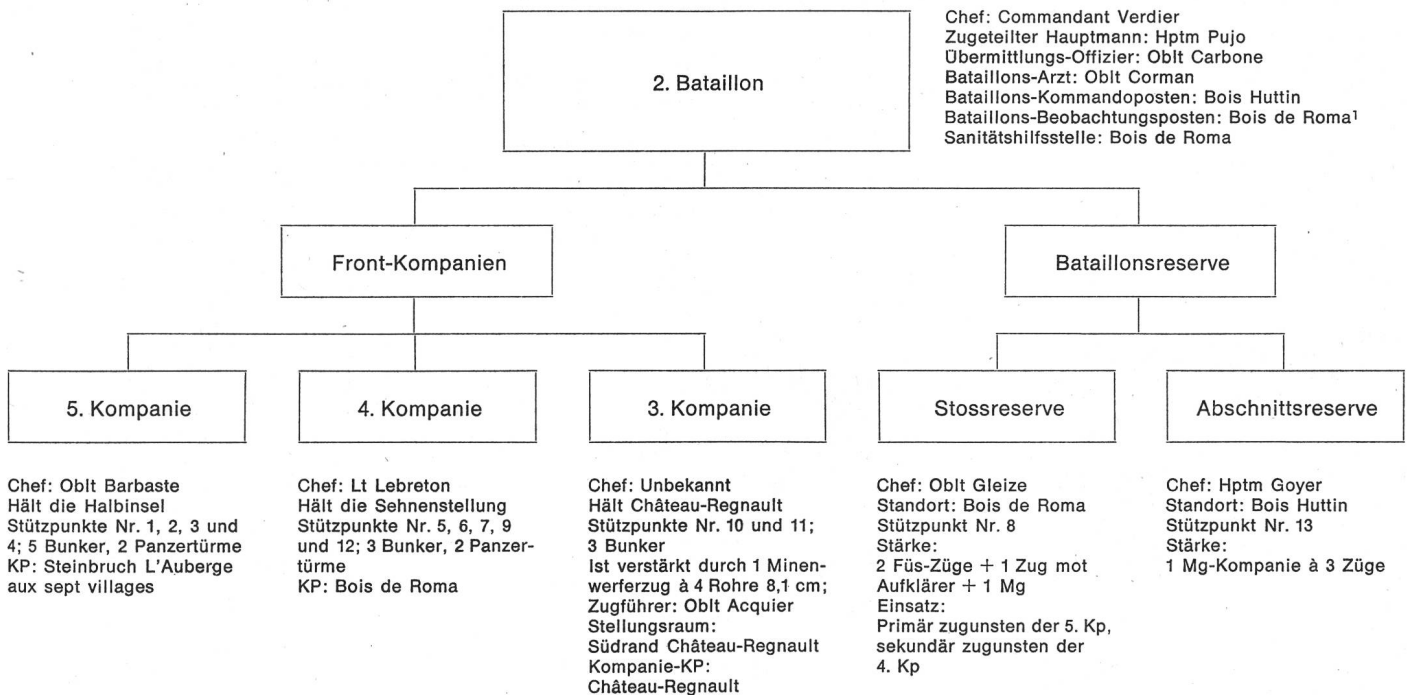 2. Bataillon
Chef: Commandant Verdier
Zugeteilter Hauptmann: Hptm Pujo
Übermittlungs-Offizier: Oblt Carbone
Bataillons-Arzt: Oblt Corman
Bataillons-Kommandoposten: Bois Huttin
Bataillons-Beobachtungsposten: Bois de Roma¹
Sanitätshilfsstelle: Bois de Roma
Front-Kompanien
Bataillonsreserve
5. Kompanie
4. Kompanie
3. Kompanie
Stossreserve
Abschnittsreserve
Chef: Oblt Barbaste
Hält die Halbinsel
Stützpunkte Nr. 1, 2, 3 und
4; 5 Bunker, 2 Panzertürme
KP: Steinbruch L'Auberge
aux sept villages
Chef: Lt Lebreton
Hält die Sehnenstellung
Stützpunkte Nr. 5, 6, 7, 9
und 12; 3 Bunker, 2 Panzer-
türme
KP: Bois de Roma
Chef: Unbekannt
Hält Château-Regnault
Stützpunkte Nr. 10 und 11;
3 Bunker
Ist verstärkt durch 1 Minen-
werferzug à 4 Rohre 8,1 cm;
Zugführer: Oblt Acquier
Stellungsraum:
Südrand Château-Regnault
Kompanie-KP:
Château-Regnault
Chef: Oblt Gleize
Standort: Bois de Roma
Stützpunkt Nr. 8
Stärke:
2 Füs-Züge + 1 Zug mot
Aufklärer + 1 Mg
Einsatz:
Primär zugunsten der 5. Kp,
sekundär zugunsten der
4. Kp
Chef: Hptm Goyer
Standort: Bois Huttin
Stützpunkt Nr. 13
Stärke:
1 Mg-Kompanie à 3 Züge